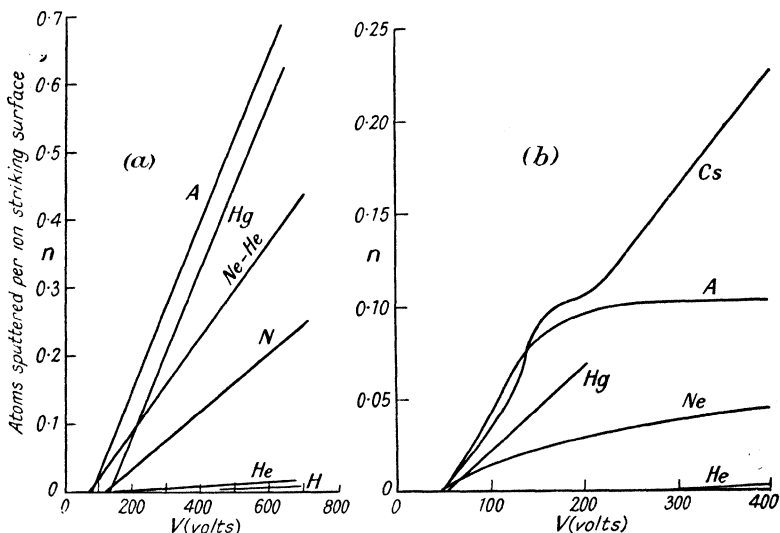 Atoms sputtered per ion striking surface
n
0·7
0·6
0·5
0·4
0·3
0·2
0·1
0
(a)
A
Hg
Ne-He
N
He
H
0
200
400
600
800
V(volts)
0·25
0·20
0·15
n
0·10
0·05
0
(b)
Cs
A
Hg
Ne
He
0
100
200
300
400
V(volts)